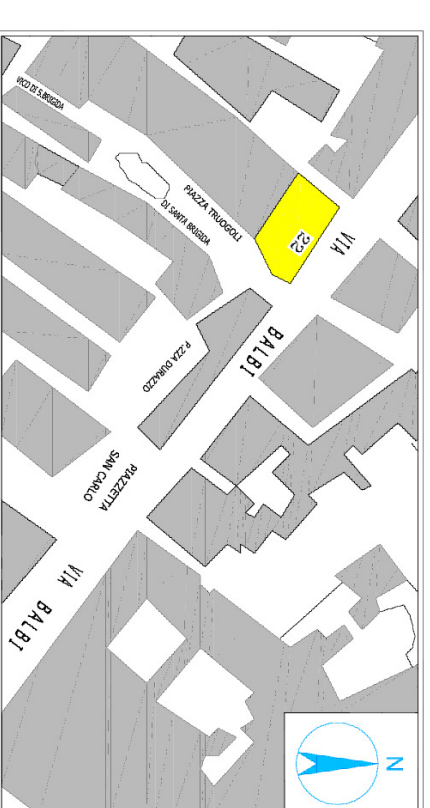 VICO DI S.BRIGIDA
PIAZZA TRUOGOLI
DI SANTA BRIGIDA
22
VIA
BALBI
P.ZZA DURAZZO
PIAZZETTA
SAN CARLO
VIA BALBI
N